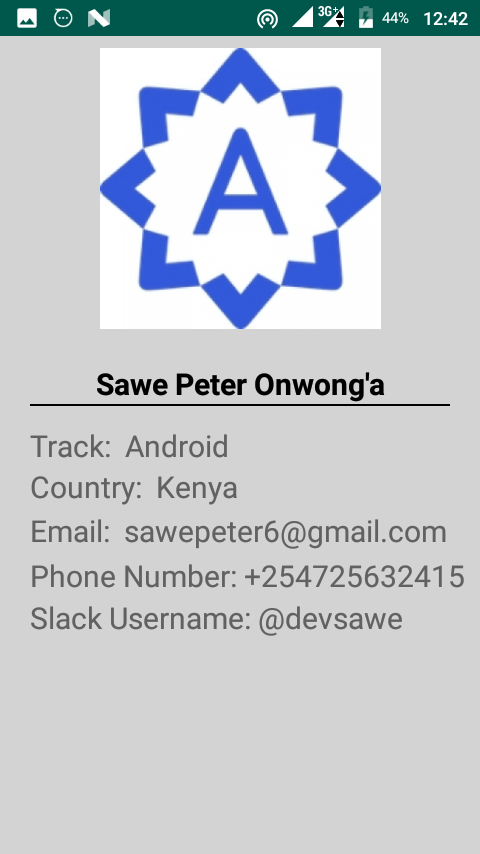 3G+ 44% 12:42
A
Sawe Peter Onwong'a
Track: Android
Country: Kenya
Email: sawepeter6@gmail.com
Phone Number: +254725632415
Slack Username: @devsawe